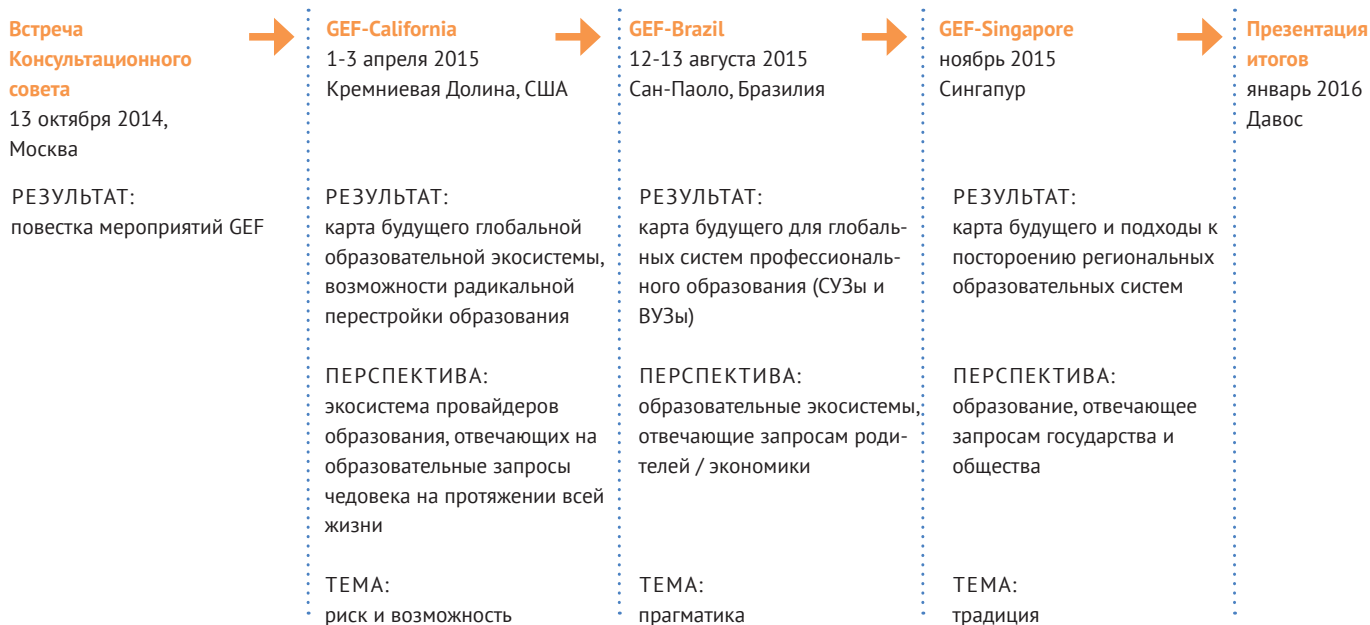 Встреча
Консультационного
совета
13 октября 2014,
Москва
РЕЗУЛЬТАТ:
повестка мероприятий GEF
GEF-California
1-3 апреля 2015
Кремниевая Долина, США
РЕЗУЛЬТАТ:
карта будущего глобальной
образовательной экосистемы,
возможности радикальной
перестройки образования
ПЕРСПЕКТИВА:
экосистема провайдеров
образования, отвечающих на
образовательные запросы
чедовека на протяжении всей
жизни
ТЕМА:
риск и возможность
GEF-Brazil
12-13 августа 2015
Сан-Паоло, Бразилия
РЕЗУЛЬТАТ:
карта будущего для глобаль-
ных систем профессиональ-
ного образования (СУЗы и
ВУЗы)
ПЕРСПЕКТИВА:
образовательные экосистемы,
отвечающие запросам роди-
телей / экономики
ТЕМА:
прагматика
GEF-Singapore
ноябрь 2015
Сингапур
РЕЗУЛЬТАТ:
карта будущего и подходы к
постороению региональных
образовательных систем
ПЕРСПЕКТИВА:
образование, отвечающее
запросам государства и
общества
ТЕМА:
традиция
Презентация
итогов
январь 2016
Давос